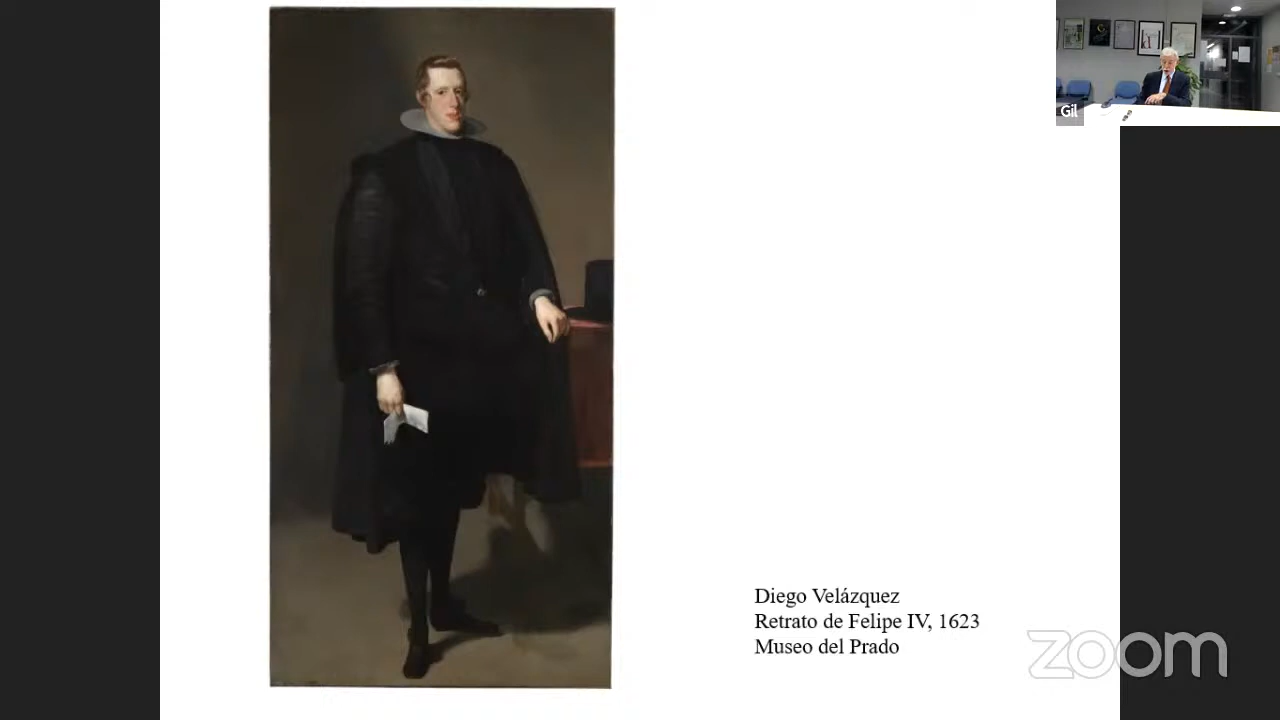 Gil
Diego Velázquez
Retrato de Felipe IV, 1623
Museo del Prado
zoom